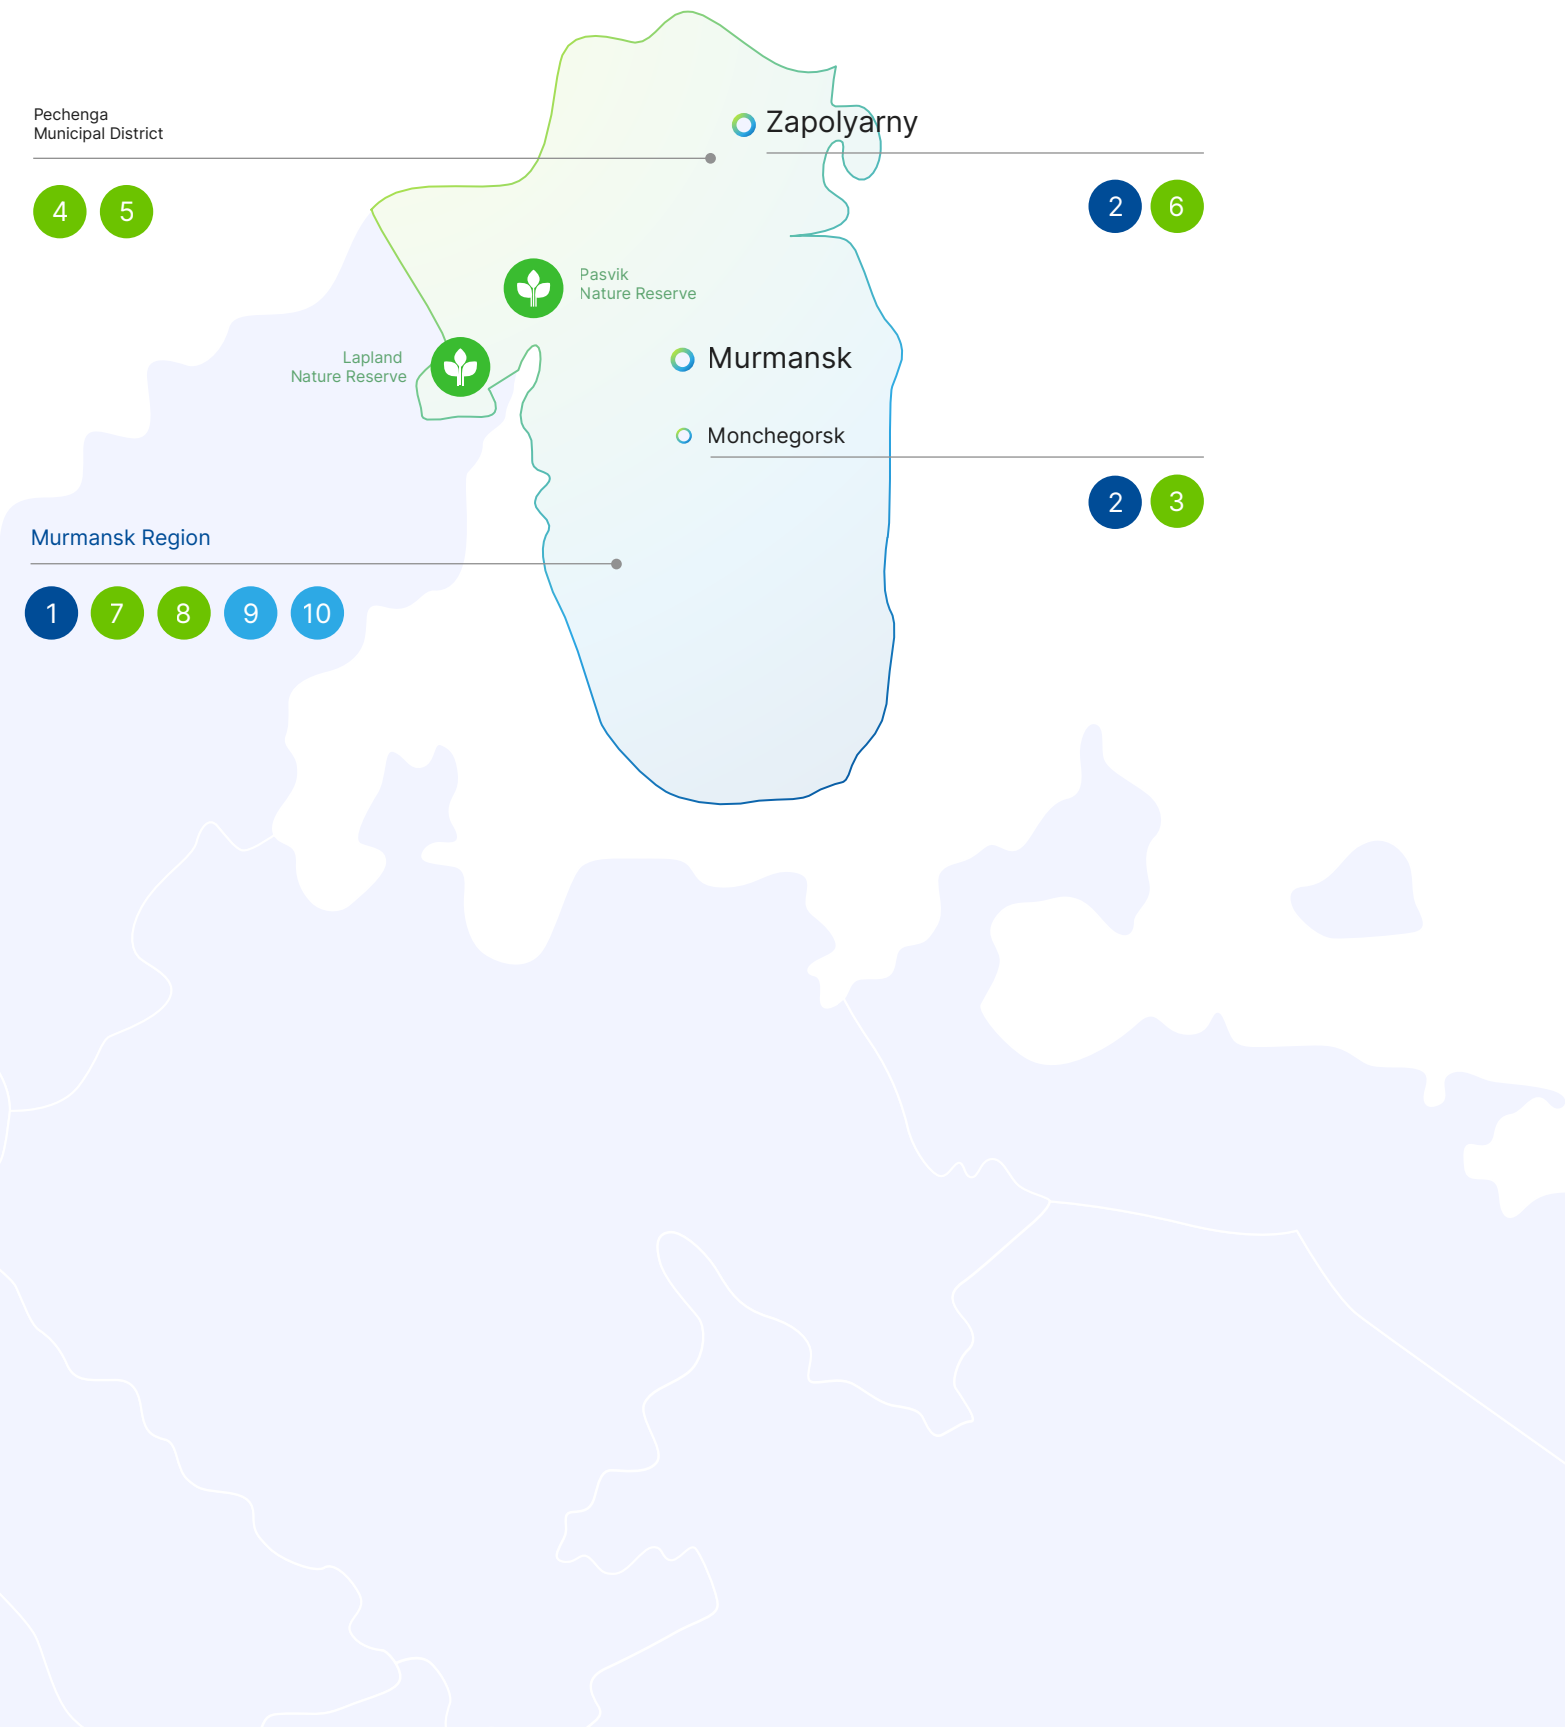 Pechenga
Municipal District
4 5
Zapolyarny
2 6
Pasvik
Nature Reserve
Lapland
Nature Reserve
Murmansk
Monchegorsk
2 3
Murmansk Region
1 7 8 9 10